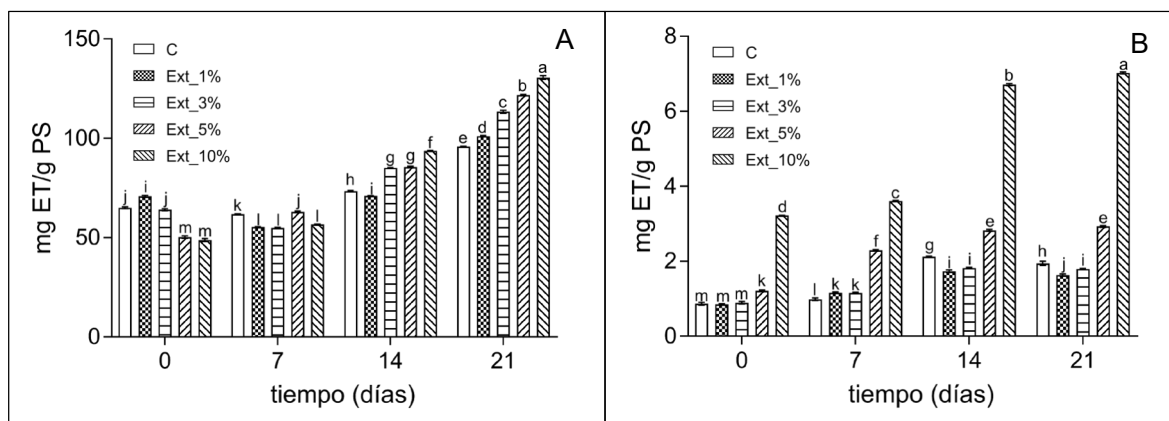 A
C
Ext_1%
Ext_3%
Ext_5%
Ext_10%
mg ET/g PS
150
100
50
0
j i j m m
k l l j l
h j g g f
e d c b a
0 7 14 21
tiempo (días)
B
C
Ext_1%
Ext_3%
Ext_5%
Ext_10%
mg ET/g PS
8
6
4
2
0
m m m k d
l k k f c
g i i e b
h j i e a
0 7 14 21
tiempo (días)